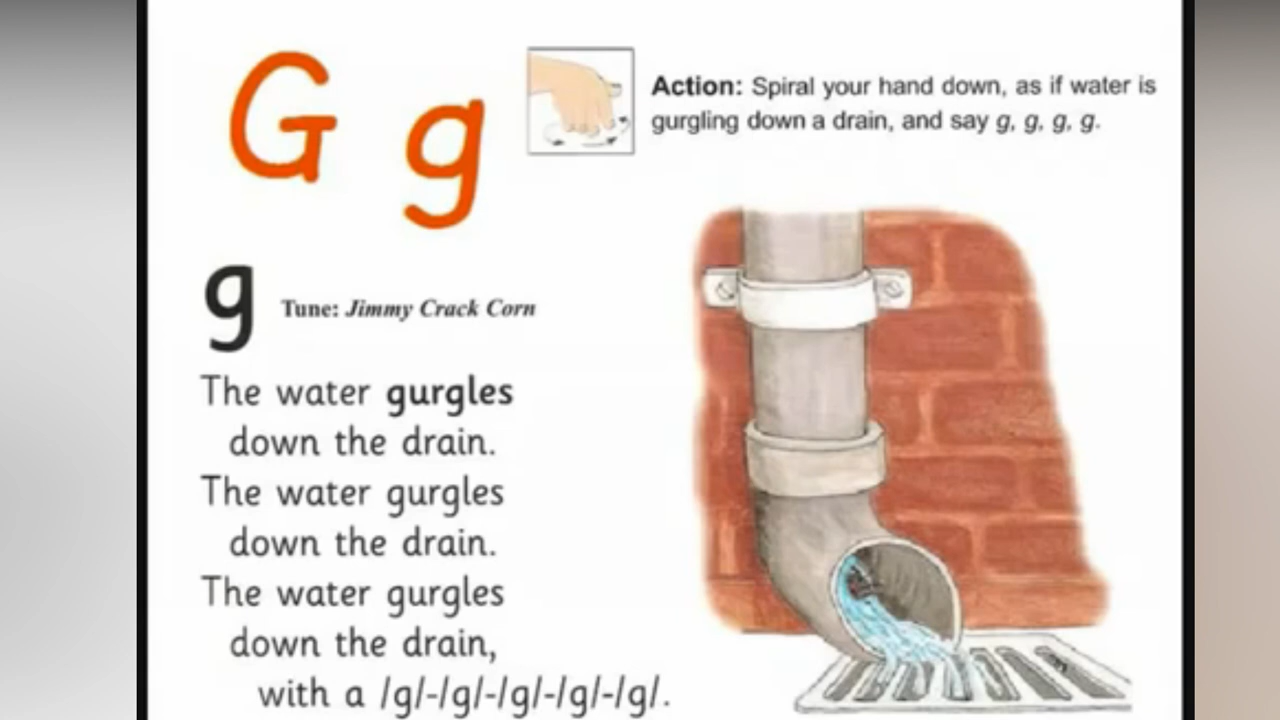 G g
Action: Spiral your hand down, as if water is
gurgling down a drain, and say g, g, g, g.
g
Tune: Jimmy Crack Corn
The water gurgles
down the drain.
The water gurgles
down the drain.
The water gurgles
down the drain,
with a /g/-/g/-/g/-/g/-/g/.